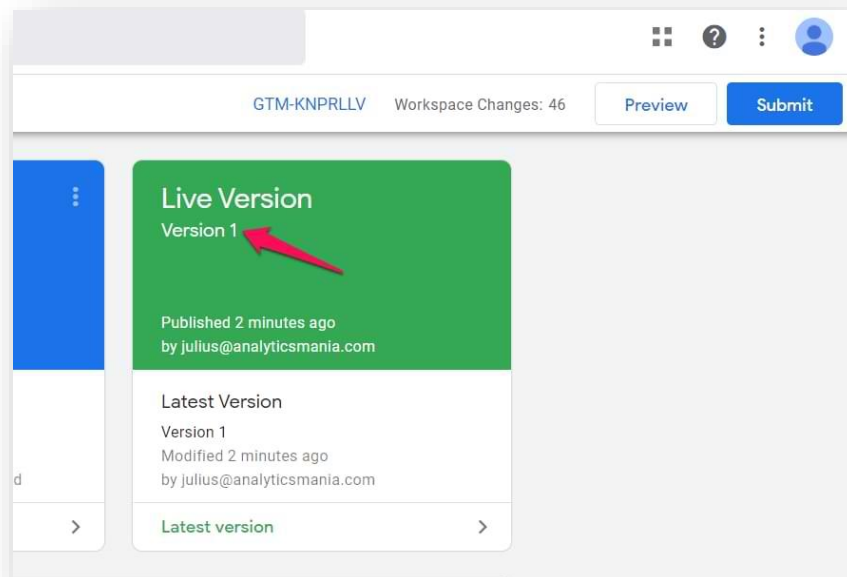 GTM-KNPRLLV Workspace Changes: 46 Preview Submit
Live Version
Version 1
Published 2 minutes ago
by julius@analyticsmania.com
Latest Version
Version 1
Modified 2 minutes ago
d by julius@analyticsmania.com
Latest version